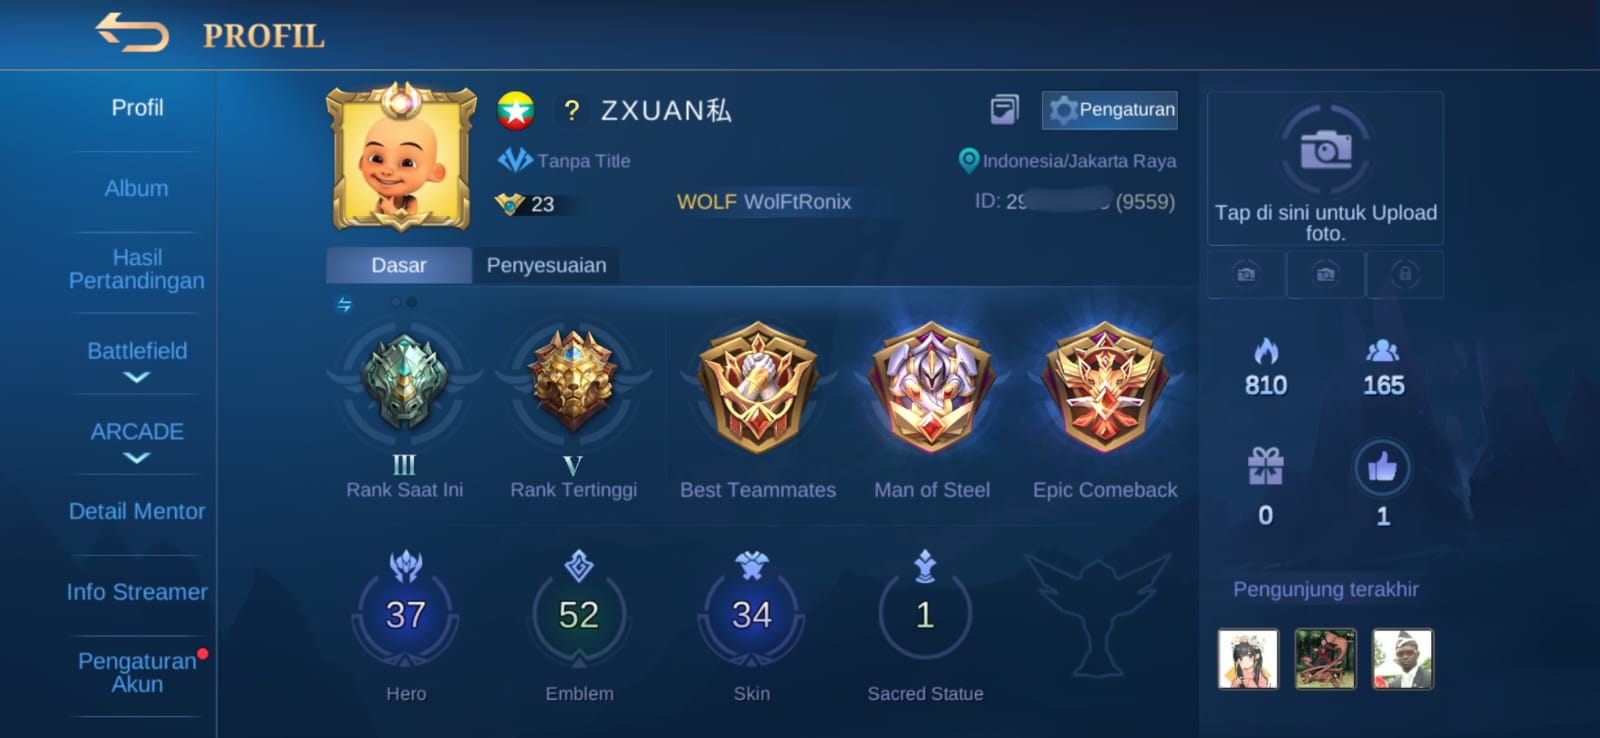 PROFIL
Profil
Album
Hasil
Pertandingan
Battlefield
ARCADE
Detail Mentor
Info Streamer
Pengaturan
Akun
? ZXUAN私
Pengaturan
Tanpa Title
Indonesia/Jakarta Raya
23
WOLF WolFtRonix
ID: 29 (9559)
Dasar
Penyesuaian
III
Rank Saat Ini
V
Rank Tertinggi
Best Teammates
Man of Steel
Epic Comeback
37
Hero
52
Emblem
34
Skin
1
Sacred Statue
Tap di sini untuk Upload
foto.
810
165
0
1
Pengunjung terakhir